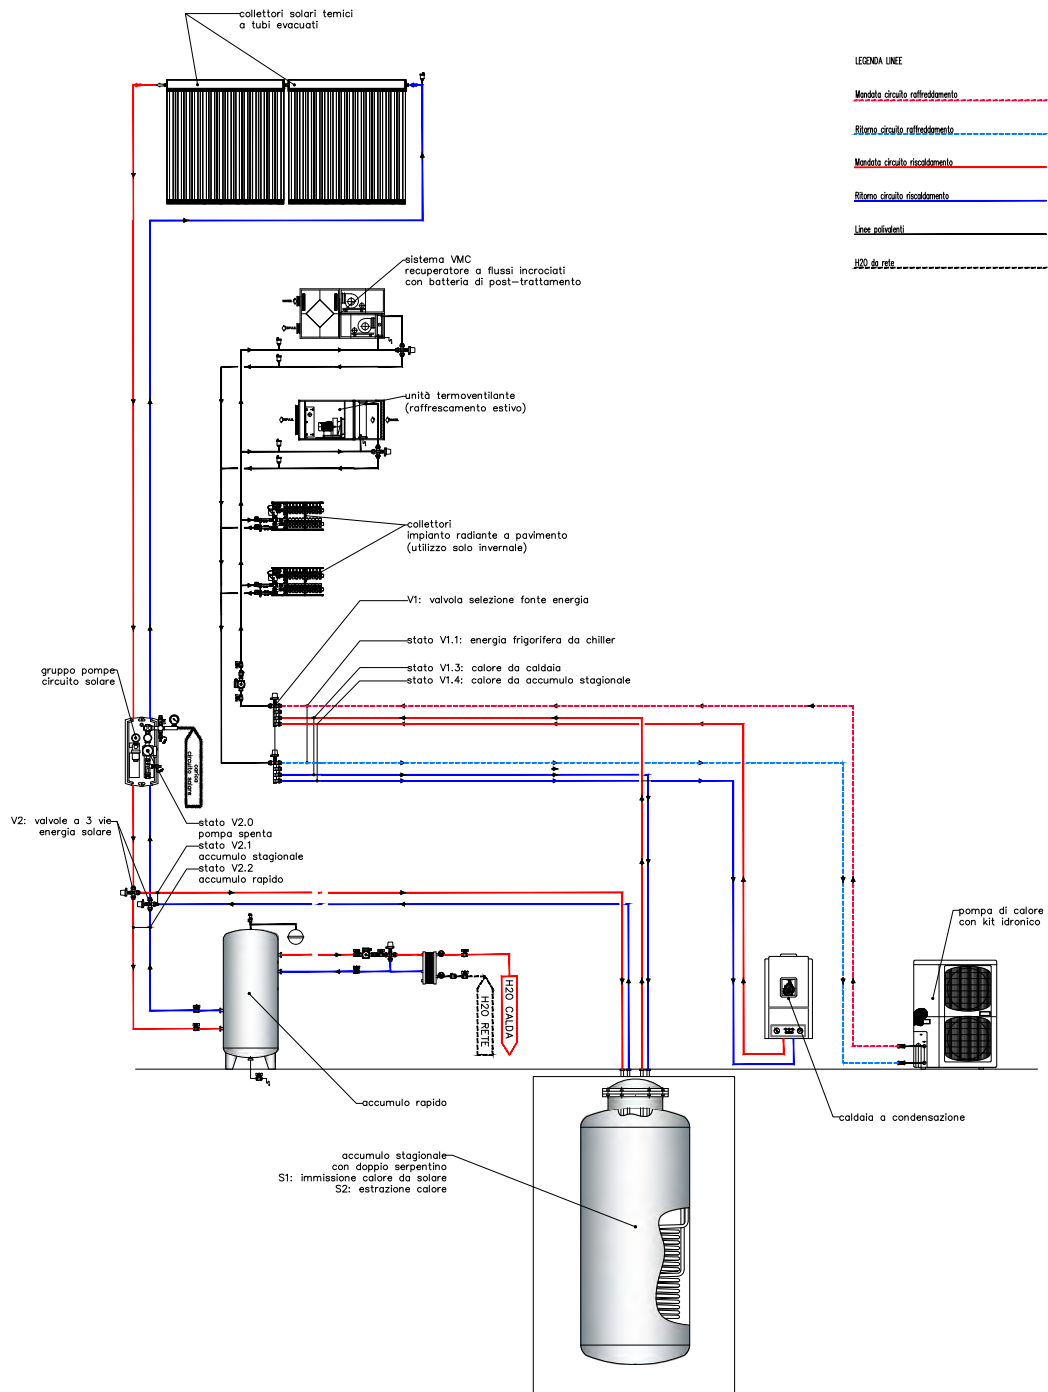 collettori solari temici
a tubi evacuati
LEGENDA LINEE
Mandata circuito raffreddamento
Ritorno circuito raffreddamento
Mandata circuito riscaldamento
Ritorno circuito riscaldamento
Linee polivalenti
H2O da rete
sistema VMC
recuperatore a flussi incrociati
con batteria di post-trattamento
unità termoventilante
(raffrescamento estivo)
collettori
impianto radiante a pavimento
(utilizzo solo invernale)
V1: valvola selezione fonte energia
stato V1.1: energia frigorifera da chiller
stato V1.3: calore da caldaia
stato V1.4: calore da accumulo stagionale
gruppo pompe
circuito solare
carica
circuito solare
V2: valvole a 3 vie
energia solare
stato V2.0
pompa spenta
stato V2.1
accumulo stagionale
stato V2.2
accumulo rapido
H2O RETE
H2O CALDA
pompa di calore
con kit idronico
accumulo rapido
caldaia a condensazione
accumulo stagionale
con doppio serpentino
S1: immissione calore da solare
S2: estrazione calore